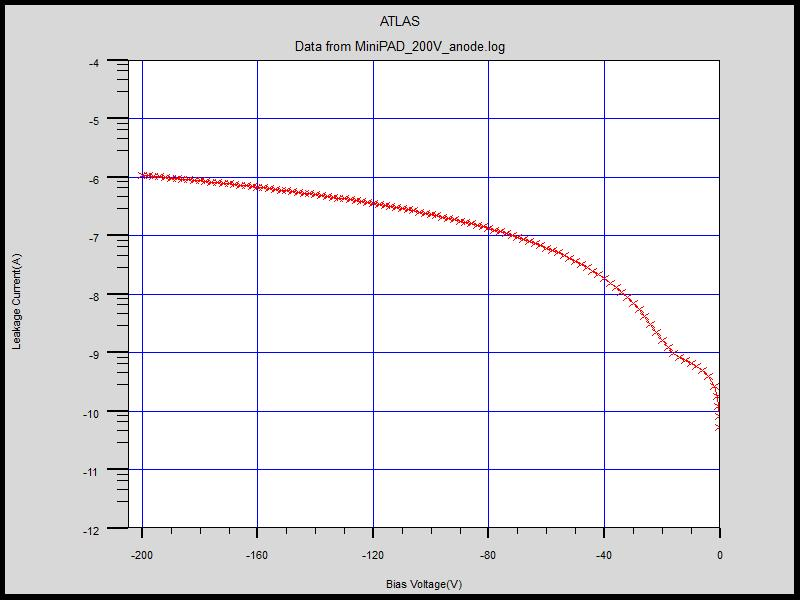 ATLAS
Data from MiniPAD_200V_anode.log
-4
-5
-6
-7
-8
-9
-10
-11
-12
Leakage Current(A)
-200 -160 -120 -80 -40 0
Bias Voltage(V)